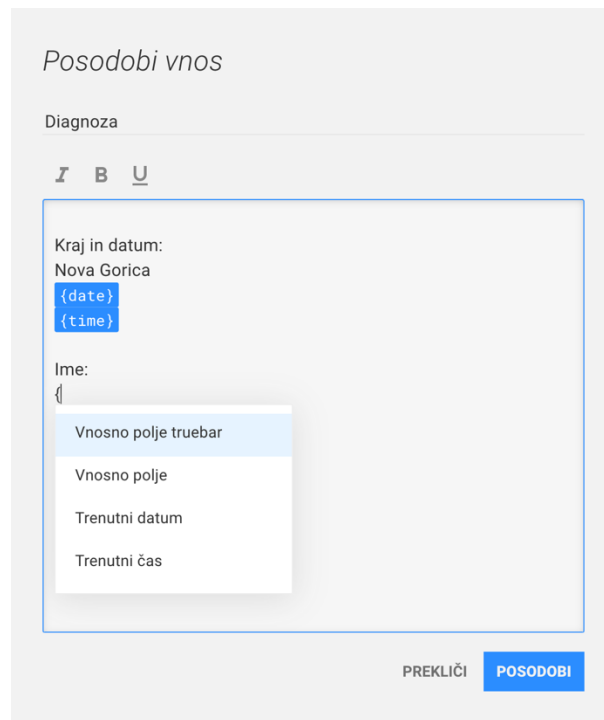 Posodobi vnos
Diagnoza
I B U
Kraj in datum:
Nova Gorica
{date}
{time}
Ime:
{
Vnosno polje truebar
Vnosno polje
Trenutni datum
Trenutni čas
PREKLIČI POSODOBI